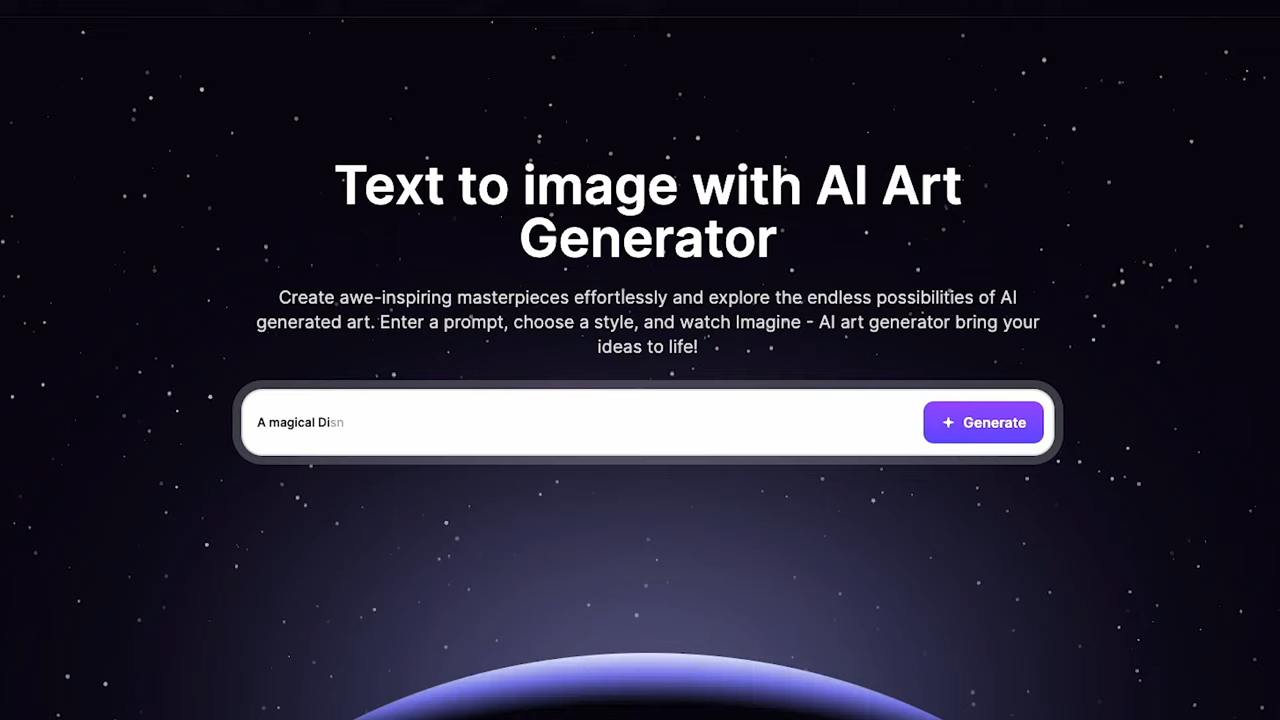 Text to image with AI Art
Generator
Create awe-inspiring masterpieces effortlessly and explore the endless possibilities of AI
generated art. Enter a prompt, choose a style, and watch Imagine - AI art generator bring your
ideas to life!
A magical Disn
Generate